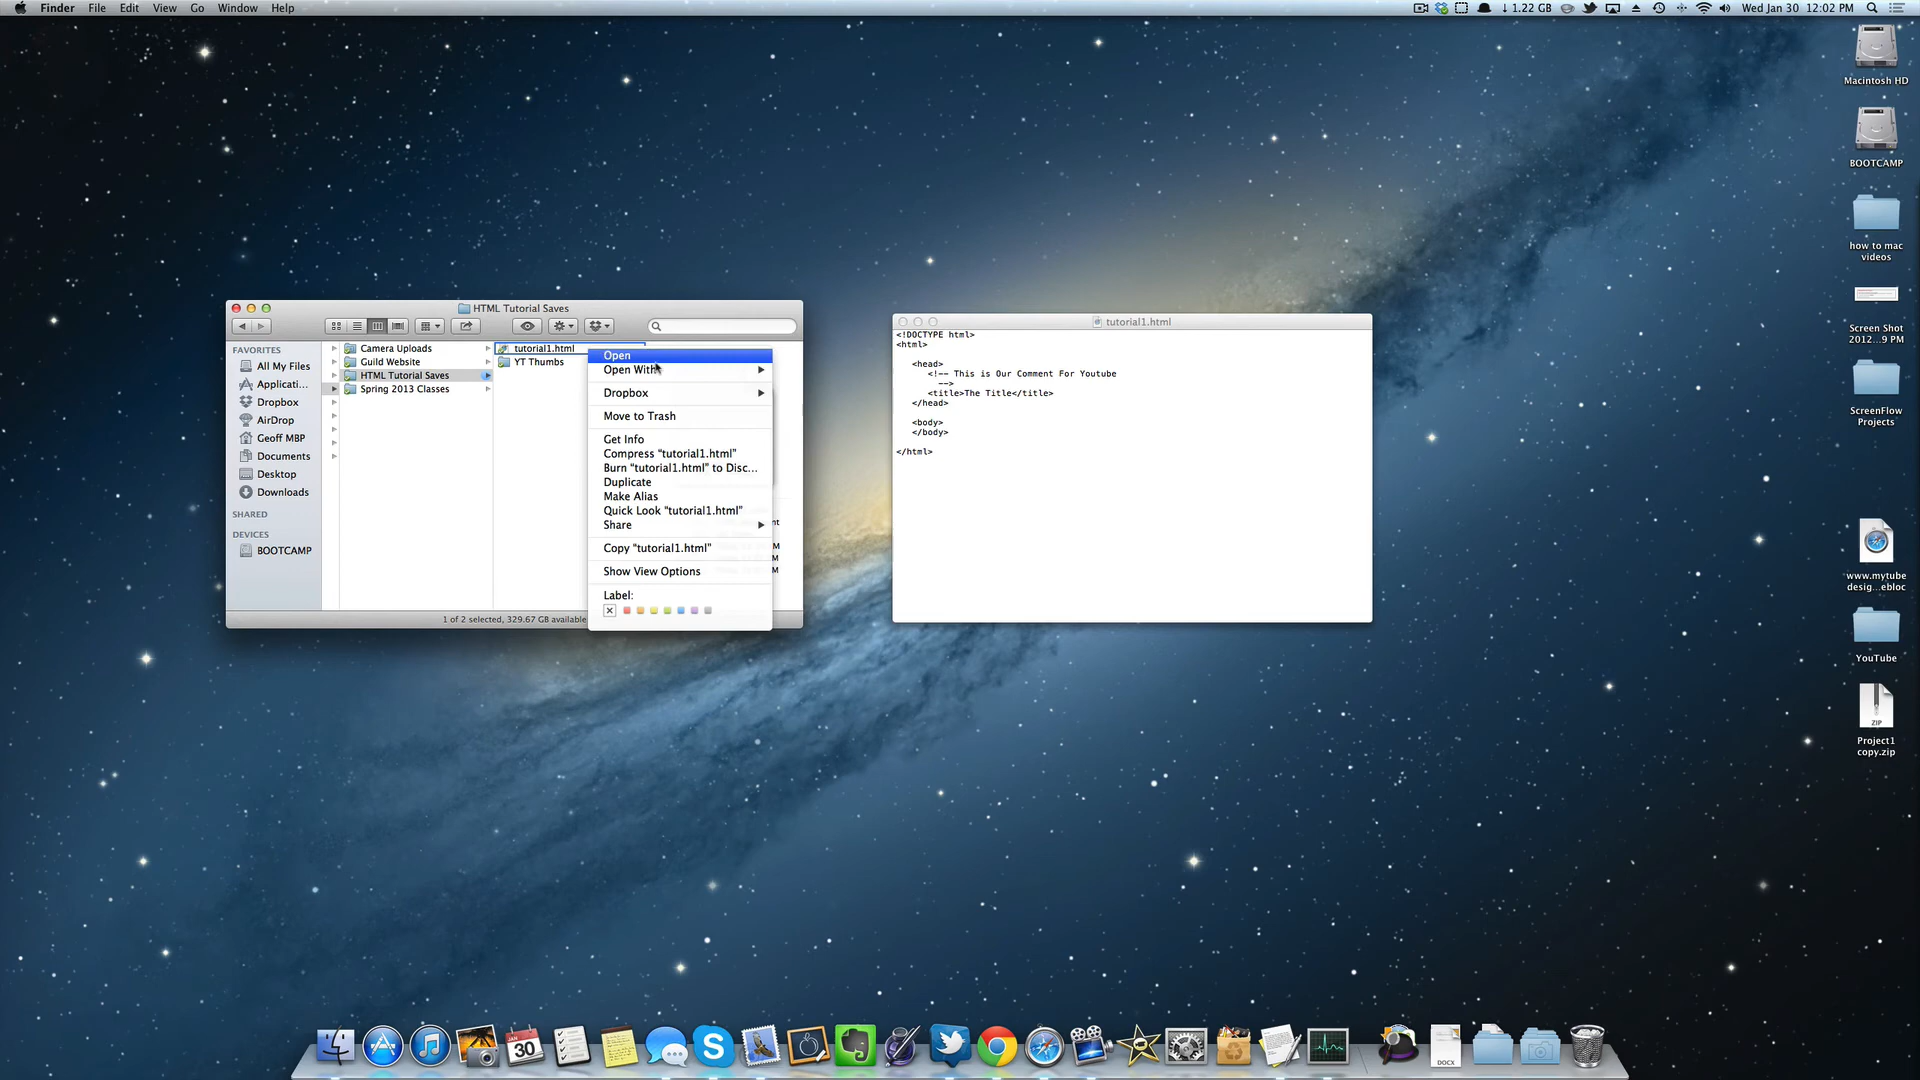 Finder File Edit View Go Window Help
1.22 GB Wed Jan 30 12:02 PM
Macintosh HD
BOOTCAMP
how to mac
videos
Screen Shot
2012...9 PM
ScreenFlow
Projects
www.mytube
desig...ebloc
YouTube
ZIP
Project1
copy.zip
HTML Tutorial Saves
FAVORITES
All My Files
Applicati...
Dropbox
AirDrop
Geoff MBP
Documents
Desktop
Downloads
SHARED
DEVICES
BOOTCAMP
Camera Uploads
Guild Website
HTML Tutorial Saves
Spring 2013 Classes
tutorial1.html
YT Thumbs
1 of 2 selected, 329.67 GB available
Open
Open With
Dropbox
Move to Trash
Get Info
Compress “tutorial1.html”
Burn “tutorial1.html” to Disc...
Duplicate
Make Alias
Quick Look “tutorial1.html”
Share
Copy “tutorial1.html”
Show View Options
Label:
tutorial1.html
<!DOCTYPE html>
<html>
<head>
<!-- This is Our Comment For Youtube
-->
<title>The Title</title>
</head>
<body>
</body>
</html>
JAN
30
DOCX